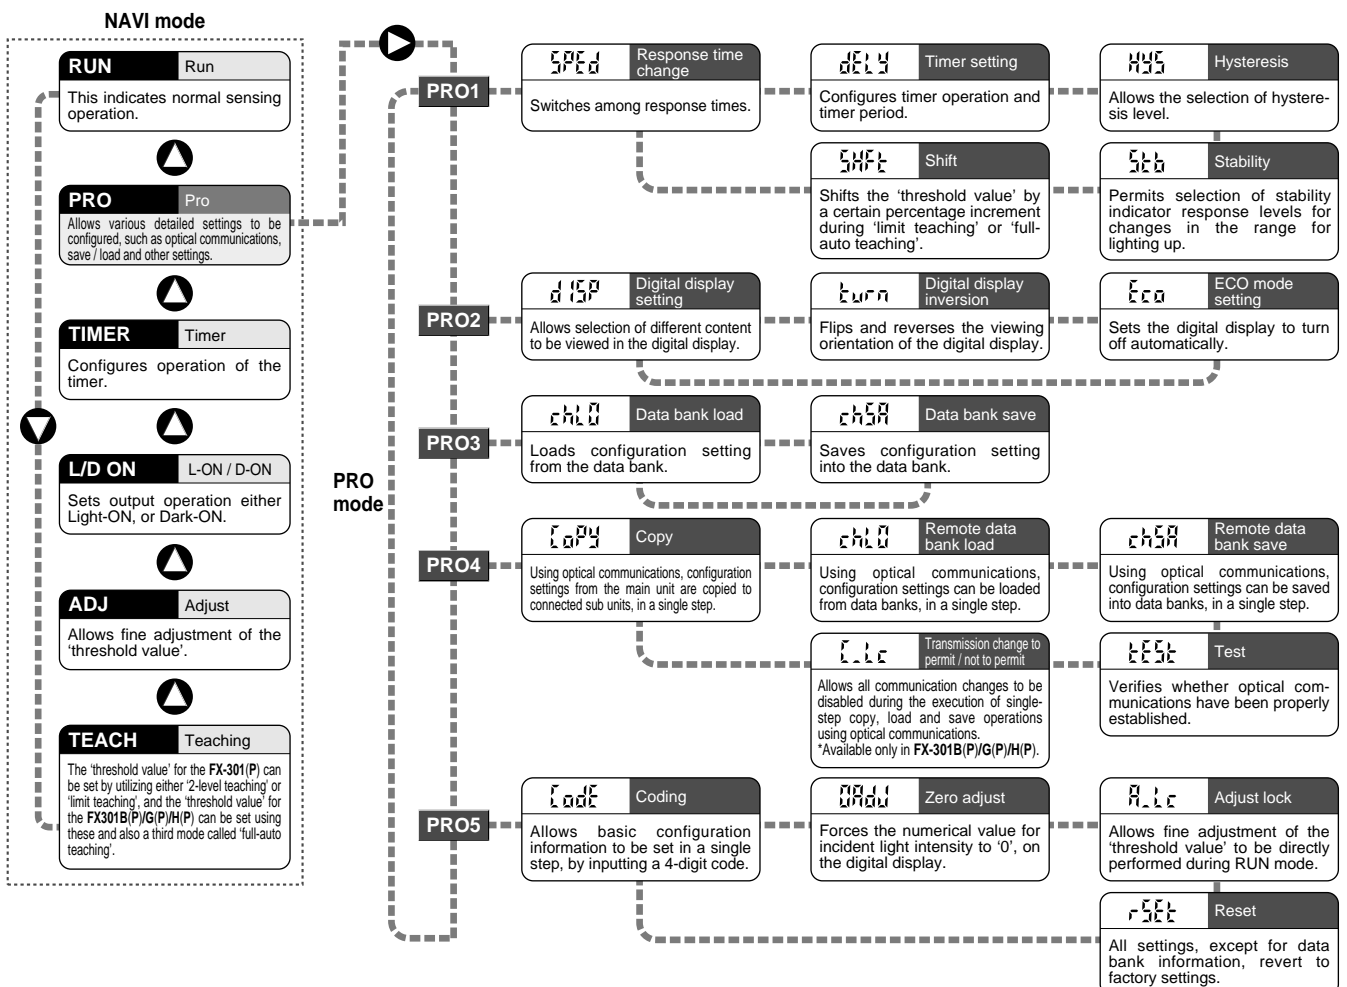 NAVI mode
RUN
Run
This indicates normal sensing
operation.
PRO
Pro
Allows various detailed settings to be
configured, such as optical communications,
save / load and other settings.
TIMER
Timer
Configures operation of the
timer.
L/D ON
L-ON / D-ON
Sets output operation either
Light-ON, or Dark-ON.
ADJ
Adjust
Allows fine adjustment of the
‘threshold value’.
TEACH
Teaching
The ‘threshold value’ for the FX-301(P) can
be set by utilizing either ‘2-level teaching’ or
‘limit teaching’, and the ‘threshold value’ for
the FX301B(P)/G(P)/H(P) can be set using
these and also a third mode called ‘full-auto
teaching’.
PRO
mode
PRO1
SPEd
Response time
change
Switches among response times.
dELY
Timer setting
Configures timer operation and
timer period.
HYS
Hysteresis
Allows the selection of hystere-
sis level.
SHFt
Shift
Shifts the ‘threshold value’ by
a certain percentage increment
during ‘limit teaching’ or ‘full-
auto teaching’.
Stb
Stability
Permits selection of stability
indicator response levels for
changes in the range for
lighting up.
PRO2
dISP
Digital display
setting
Allows selection of different content
to be viewed in the digital display.
turn
Digital display
inversion
Flips and reverses the viewing
orientation of the digital display.
Eco
ECO mode
setting
Sets the digital display to turn
off automatically.
PRO3
chLO
Data bank load
Loads configuration setting
from the data bank.
chSA
Data bank save
Saves configuration setting
into the data bank.
PRO4
CoPY
Copy
Using optical communications, configuration
settings from the main unit are copied to
connected sub units, in a single step.
chLO
Remote data
bank load
Using optical communications,
configuration settings can be loaded
from data banks, in a single step.
chSA
Remote data
bank save
Using optical communications,
configuration settings can be saved
into data banks, in a single step.
C_Lc
Transmission change to
permit / not to permit
Allows all communication changes to be
disabled during the execution of single-
step copy, load and save operations
using optical communications.
*Available only in FX-301B(P)/G(P)/H(P).
tESt
Test
Verifies whether optical com-
munications have been properly
established.
PRO5
CodE
Coding
Allows basic configuration
information to be set in a single
step, by inputting a 4-digit code.
0AdJ
Zero adjust
Forces the numerical value for
incident light intensity to ‘0’, on
the digital display.
A_Lc
Adjust lock
Allows fine adjustment of the
‘threshold value’ to be directly
performed during RUN mode.
rSEt
Reset
All settings, except for data
bank information, revert to
factory settings.